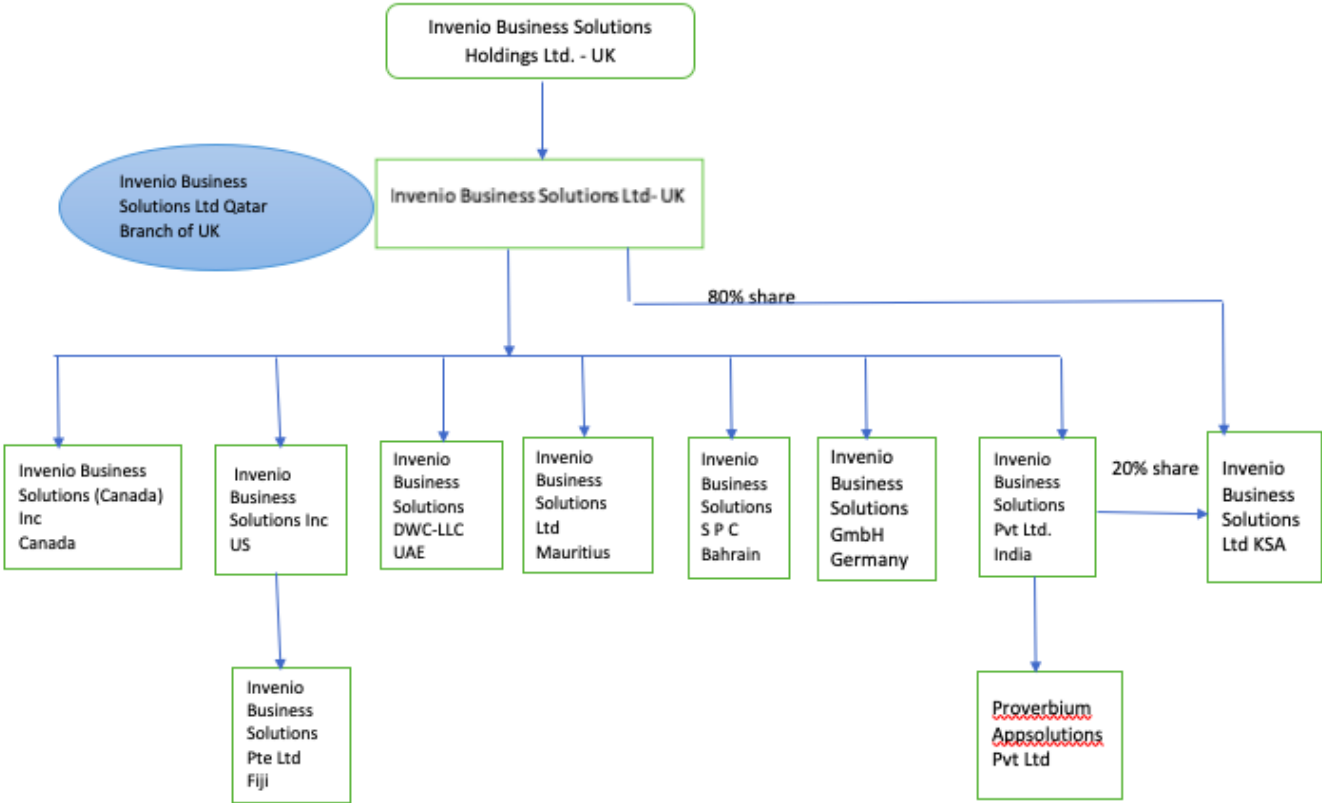 Invenio Business Solutions
Holdings Ltd. - UK
Invenio Business
Solutions Ltd Qatar
Branch of UK
Invenio Business Solutions Ltd- UK
80% share
Invenio Business
Solutions (Canada)
Inc
Canada
Invenio
Business
Solutions Inc
US
Invenio
Business
Solutions
DWC-LLC
UAE
Invenio
Business
Solutions
Ltd
Mauritius
Invenio
Business
Solutions
S P C
Bahrain
Invenio
Business
Solutions
GmbH
Germany
Invenio
Business
Solutions
Pvt Ltd.
India
20% share
Invenio
Business
Solutions
Ltd KSA
Invenio
Business
Solutions
Pte Ltd
Fiji
Proverbium
Appsolutions
Pvt Ltd